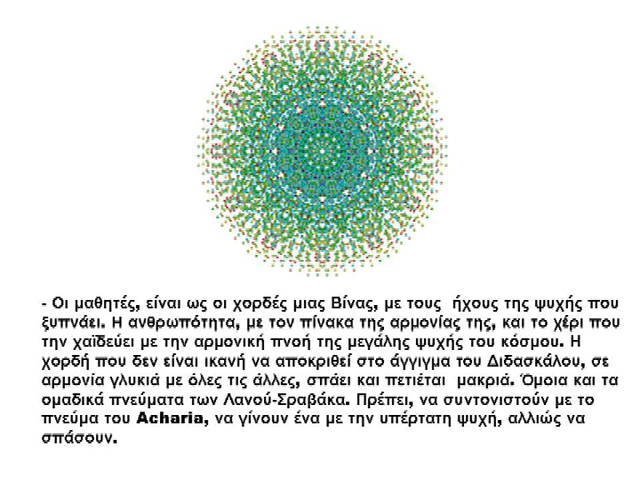 - Οι μαθητές, είναι ως οι χορδές μιας Βίνας, με τους  ήχους της ψυχής που
ξυπνάει. Η ανθρωπότητα, με τον πίνακα της αρμονίας της, και το χέρι που
την χαϊδεύει με την αρμονική πνοή της μεγάλης ψυχής του κόσμου. Η
χορδή που δεν είναι ικανή να αποκριθεί στο άγγιγμα του Διδασκάλου, σε
αρμονία γλυκιά με όλες τις άλλες, σπάει και πετιέται  μακριά. Όμοια και τα
ομαδικά πνεύματα των Λανού-Σραβάκα. Πρέπει, να συντονιστούν με το
πνεύμα του Acharia, να γίνουν ένα με την υπέρτατη ψυχή, αλλιώς να
σπάσουν.